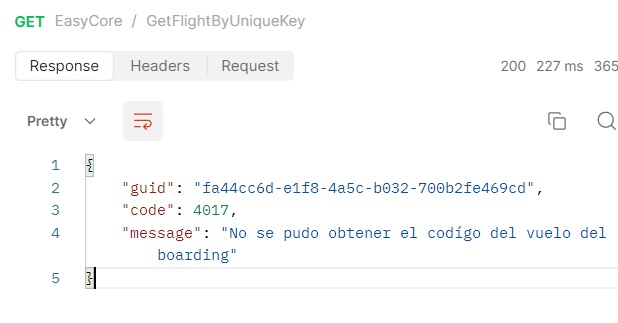 GET EasyCore / GetFlightByUniqueKey
Response Headers Request 200 227 ms 365
Pretty
1 {
2 "guid": "fa44cc6d-e1f8-4a5c-b032-700b2fe469cd",
3 "code": 4017,
4 "message": "No se pudo obtener el codígo del vuelo del
boarding"
5 }